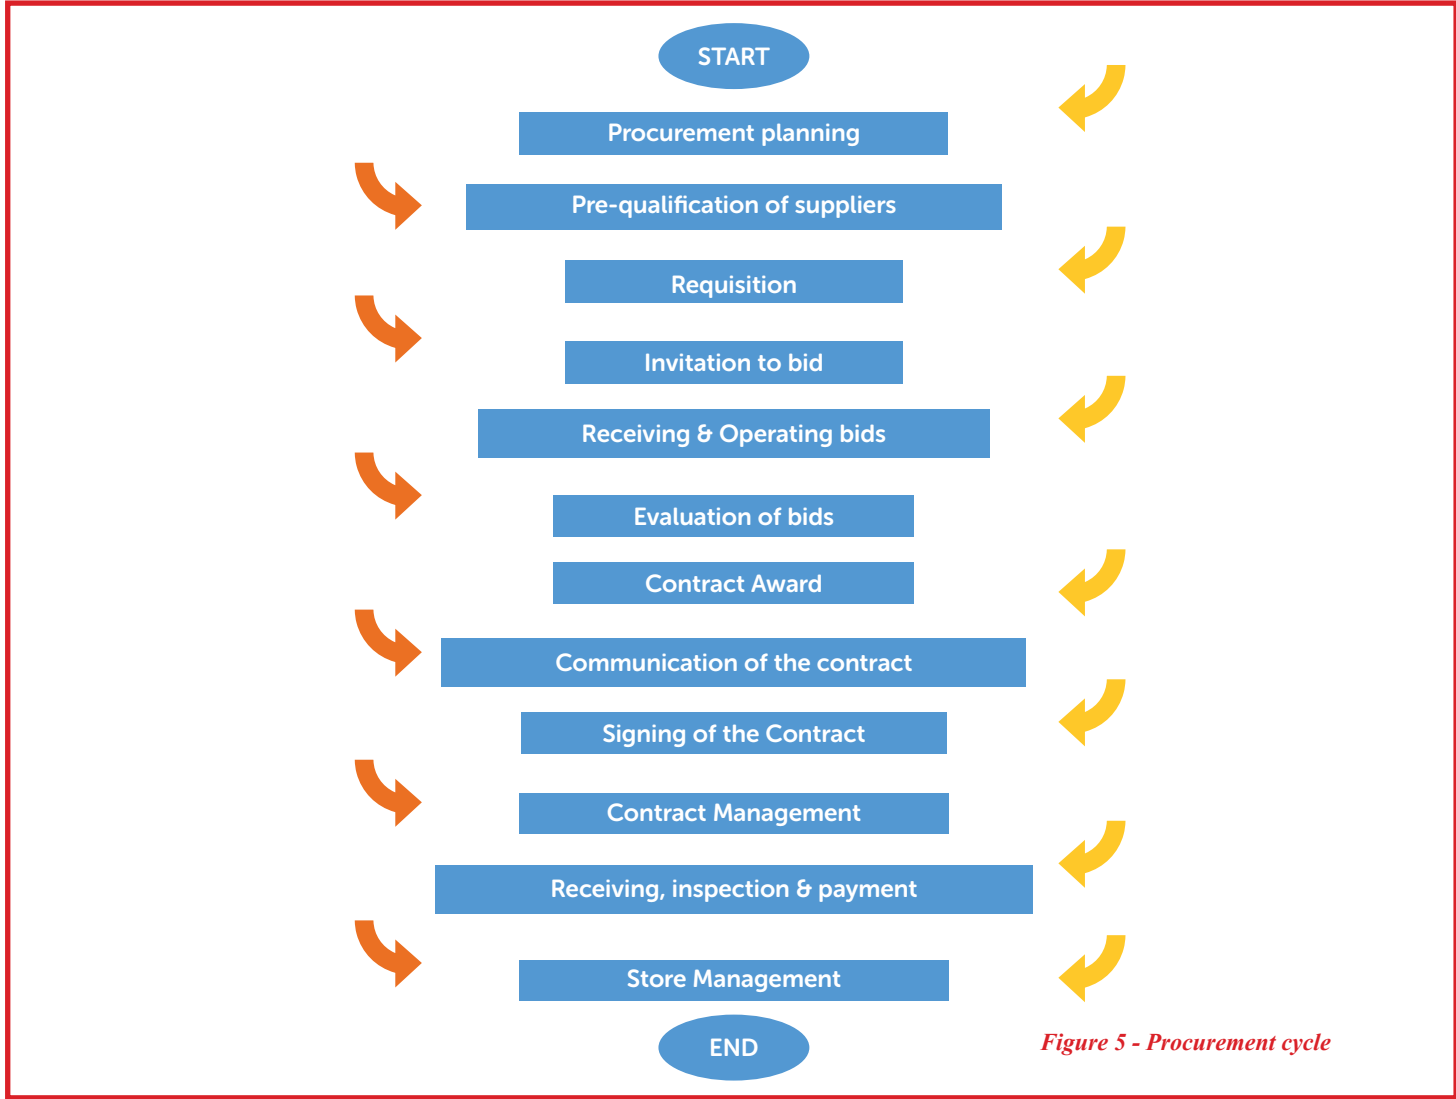 START
Procurement planning
Pre-qualification of suppliers
Requisition
Invitation to bid
Receiving & Operating bids
Evaluation of bids
Contract Award
Communication of the contract
Signing of the Contract
Contract Management
Receiving, inspection & payment
Store Management
END
Figure 5 - Procurement cycle